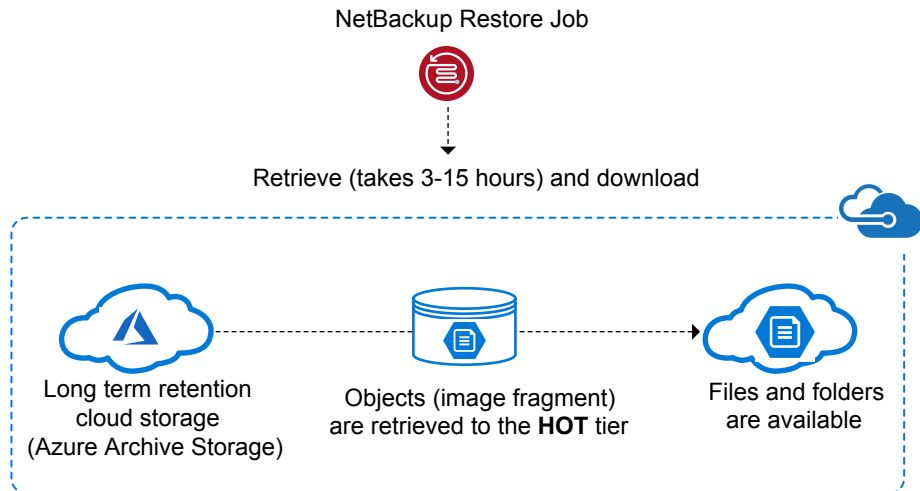 NetBackup Restore Job
Retrieve (takes 3-15 hours) and download
Long term retention
cloud storage
(Azure Archive Storage)
Objects (image fragment)
are retrieved to the HOT tier
Files and folders
are available